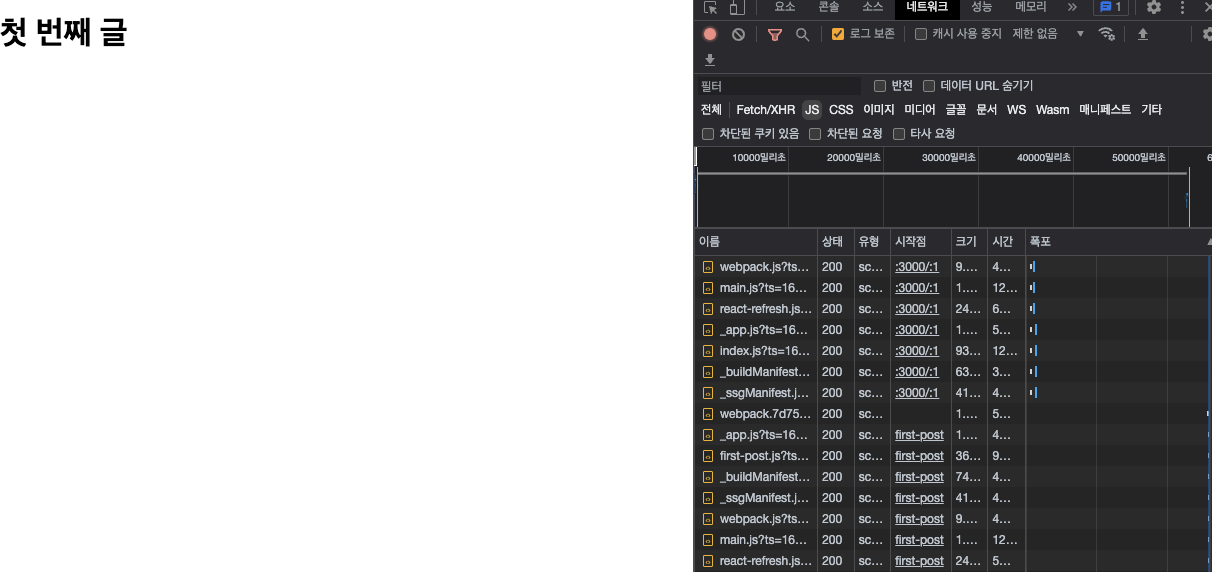 첫 번째 글
요소 콘솔 소스 네트워크 성능 메모리 » 1
로그 보존 캐시 사용 중지 제한 없음
필터 반전 데이터 URL 숨기기
전체 Fetch/XHR JS CSS 이미지 미디어 글꼴 문서 WS Wasm 매니페스트 기타
차단된 쿠키 있음 차단된 요청 타사 요청
10000밀리초 20000밀리초 30000밀리초 40000밀리초 50000밀리초 6
이름 상태 유형 시작점 크기 시간 폭포
webpack.js?ts... 200 sc... :3000/:1 9.... 4...
main.js?ts=16... 200 sc... :3000/:1 1.... 12...
react-refresh.js... 200 sc... :3000/:1 24... 6...
_app.js?ts=16... 200 sc... :3000/:1 1.... 5...
index.js?ts=16... 200 sc... :3000/:1 93... 12...
_buildManifest... 200 sc... :3000/:1 63... 3...
_ssgManifest.j... 200 sc... :3000/:1 41... 4...
webpack.7d75... 200 sc... 1.... 5...
_app.js?ts=16... 200 sc... first-post 1.... 4...
first-post.js?ts... 200 sc... first-post 36... 9...
_buildManifest... 200 sc... first-post 74... 4...
_ssgManifest.j... 200 sc... first-post 41... 4...
webpack.js?ts... 200 sc... first-post 9.... 4...
main.js?ts=16... 200 sc... first-post 1.... 12...
react-refresh.js... 200 sc... first-post 24... 5...